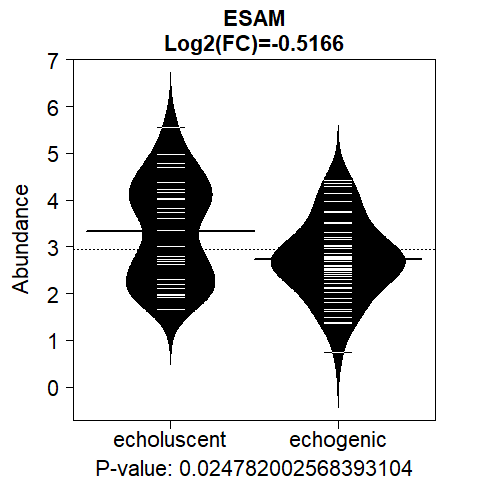 ESAM
Log2(FC)=-0.5166
Abundance
7
6
5
4
3
2
1
0
echoluscent echogenic
P-value: 0.024782002568393104